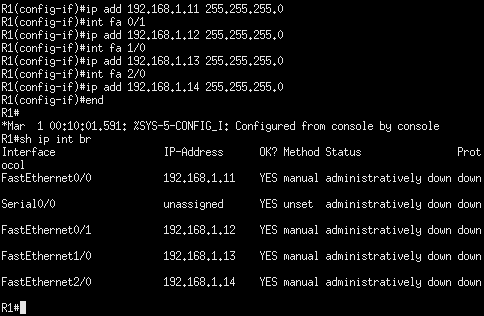 R1(config-if)#ip add 192.168.1.11 255.255.255.0
R1(config-if)#int fa 0/1
R1(config-if)#ip add 192.168.1.12 255.255.255.0
R1(config-if)#int fa 1/0
R1(config-if)#ip add 192.168.1.13 255.255.255.0
R1(config-if)#int fa 2/0
R1(config-if)#ip add 192.168.1.14 255.255.255.0
R1(config-if)#end
R1#
*Mar  1 00:10:01.591: %SYS-5-CONFIG_I: Configured from console by console
R1#sh ip int br
Interface                  IP-Address      OK? Method Status                Prot
ocol
FastEthernet0/0            192.168.1.11    YES manual administratively down down
Serial0/0                  unassigned      YES unset  administratively down down
FastEthernet0/1            192.168.1.12    YES manual administratively down down
FastEthernet1/0            192.168.1.13    YES manual administratively down down
FastEthernet2/0            192.168.1.14    YES manual administratively down down
R1#